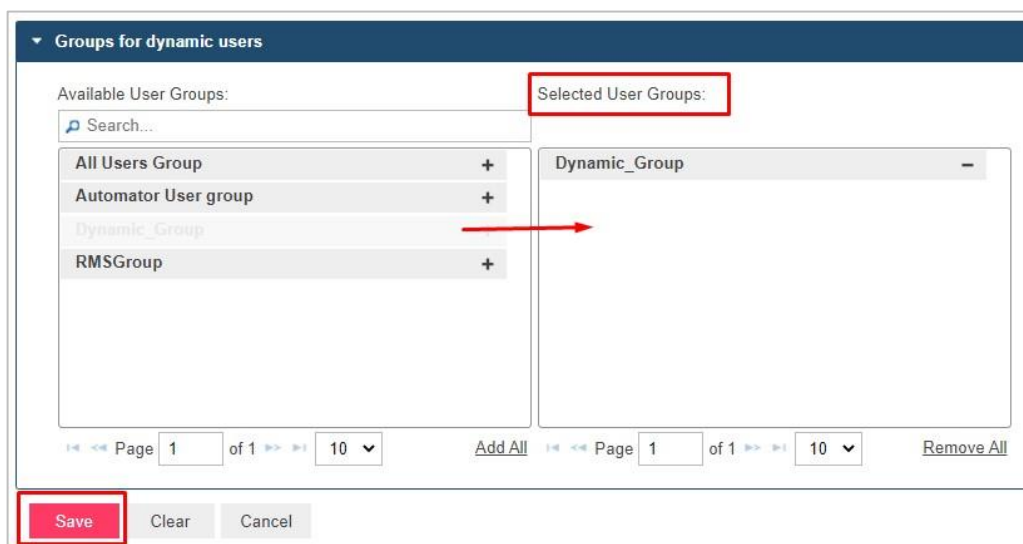 Groups for dynamic users
Available User Groups:
Selected User Groups:
Search...
All Users Group
Automator User group
Dynamic_Group
RMSGroup
Dynamic_Group
Page 1 of 1 10 Add All
Page 1 of 1 10 Remove All
Save Clear Cancel